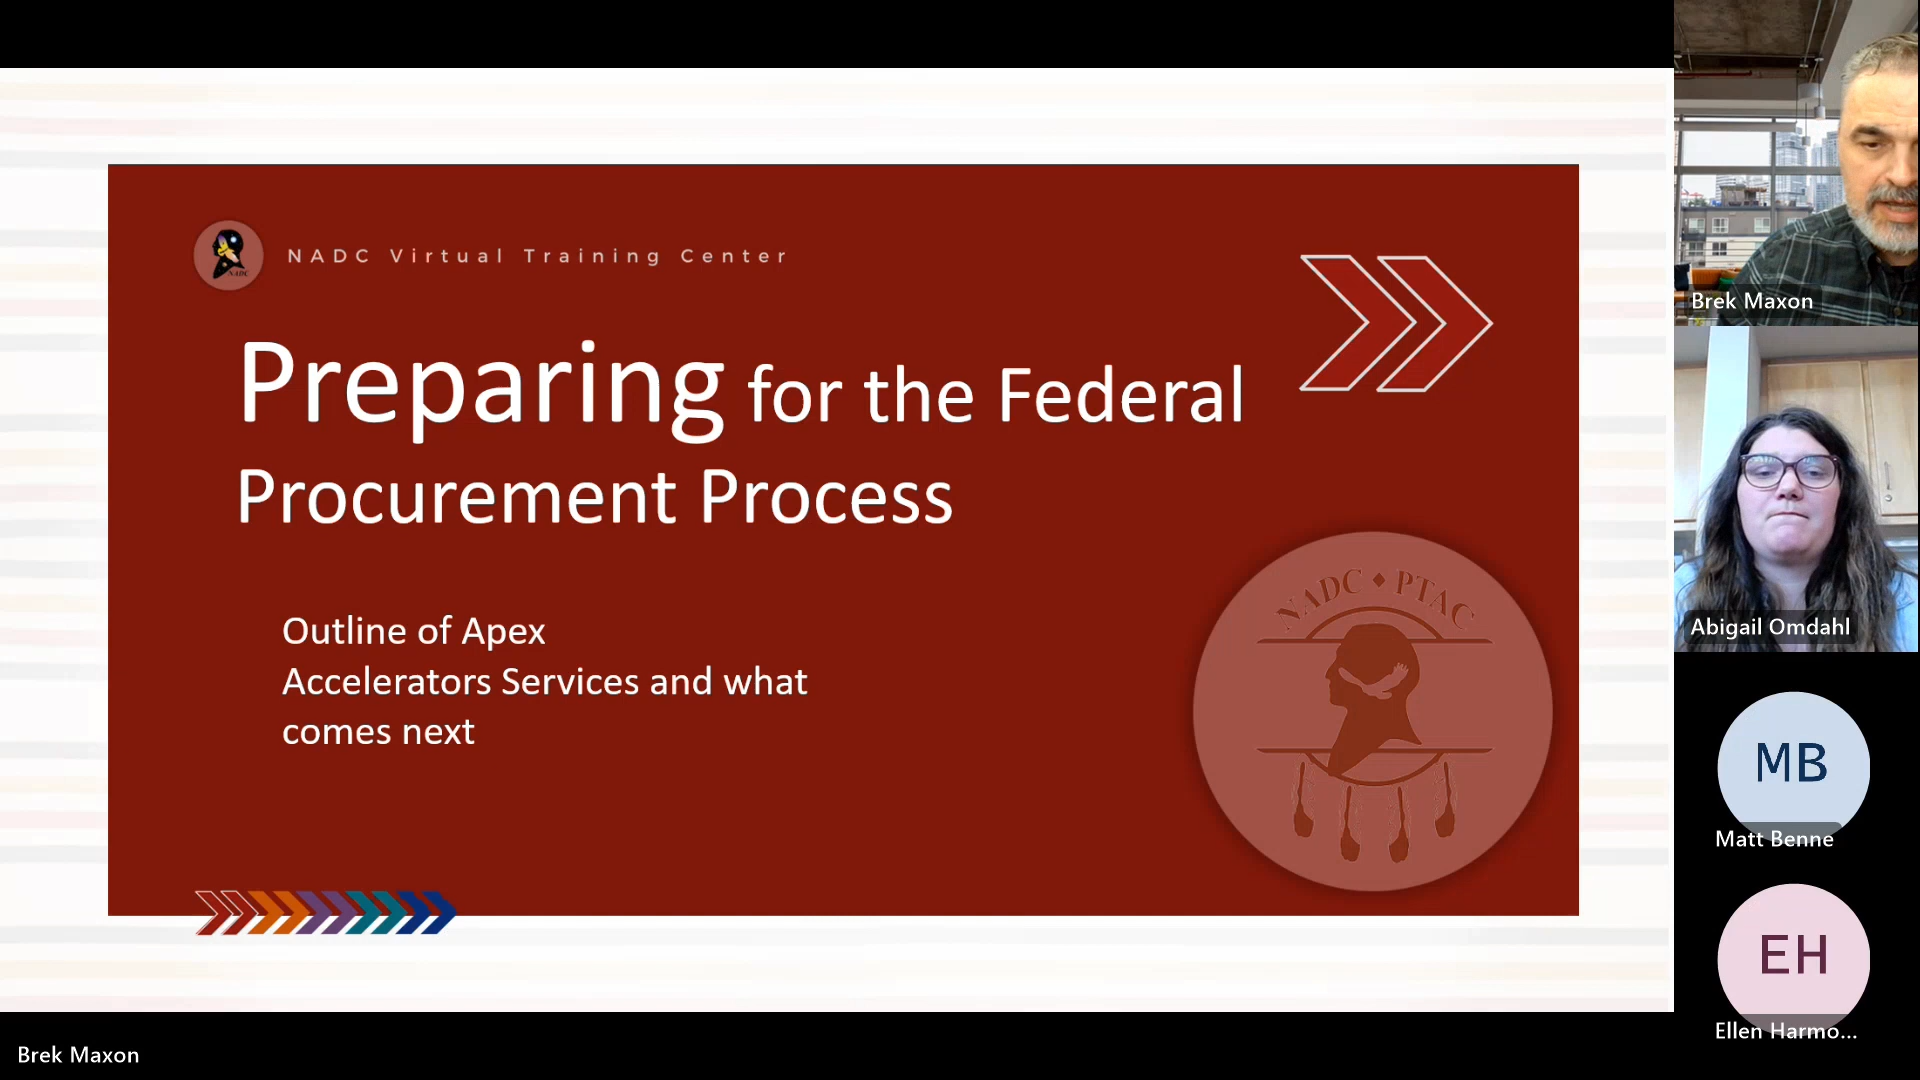 NADC Virtual Training Center
Preparing for the Federal
Procurement Process
Outline of Apex
Accelerators Services and what
comes next
NADC
NADC ◆ PTAC
Brek Maxon
Abigail Omdahl
MB
Matt Benne
EH
Ellen Harmo...
Brek Maxon